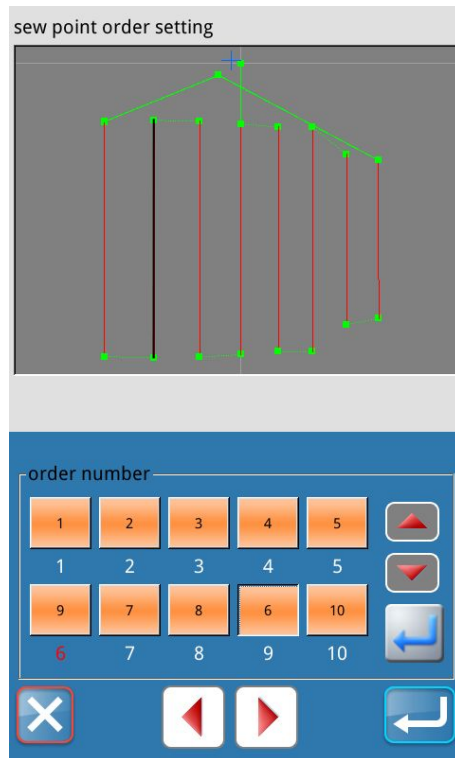 sew point order setting
order number
1 2 3 4 5
1 2 3 4 5
9 7 8 6 10
6 7 8 9 10